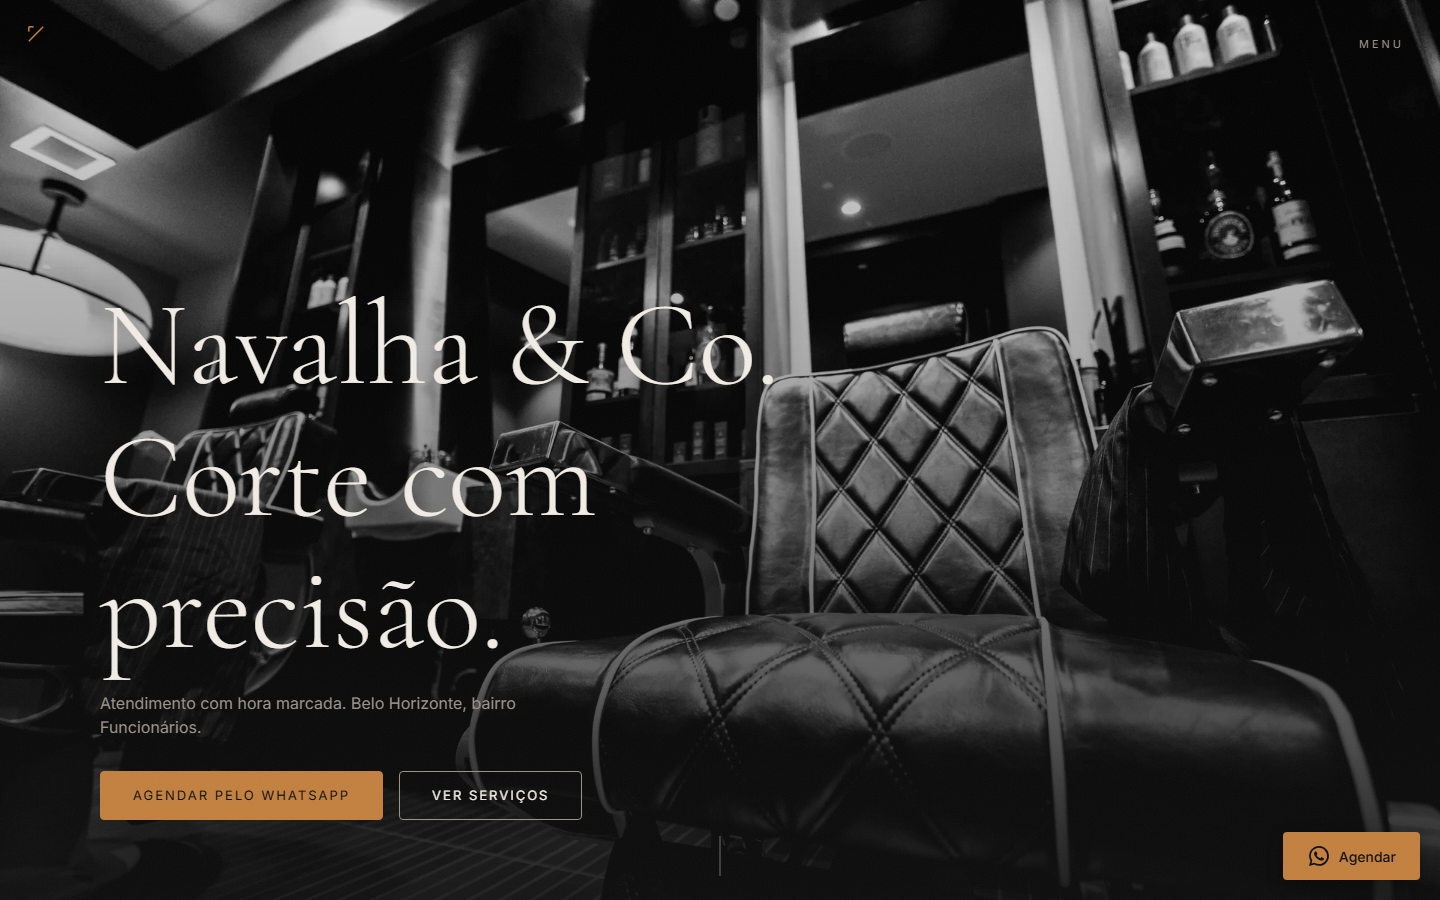 MENU
Navalha & Co.
Corte com
precisão.
Atendimento com hora marcada. Belo Horizonte, bairro
Funcionários.
AGENDAR PELO WHATSAPP
VER SERVIÇOS
Agendar